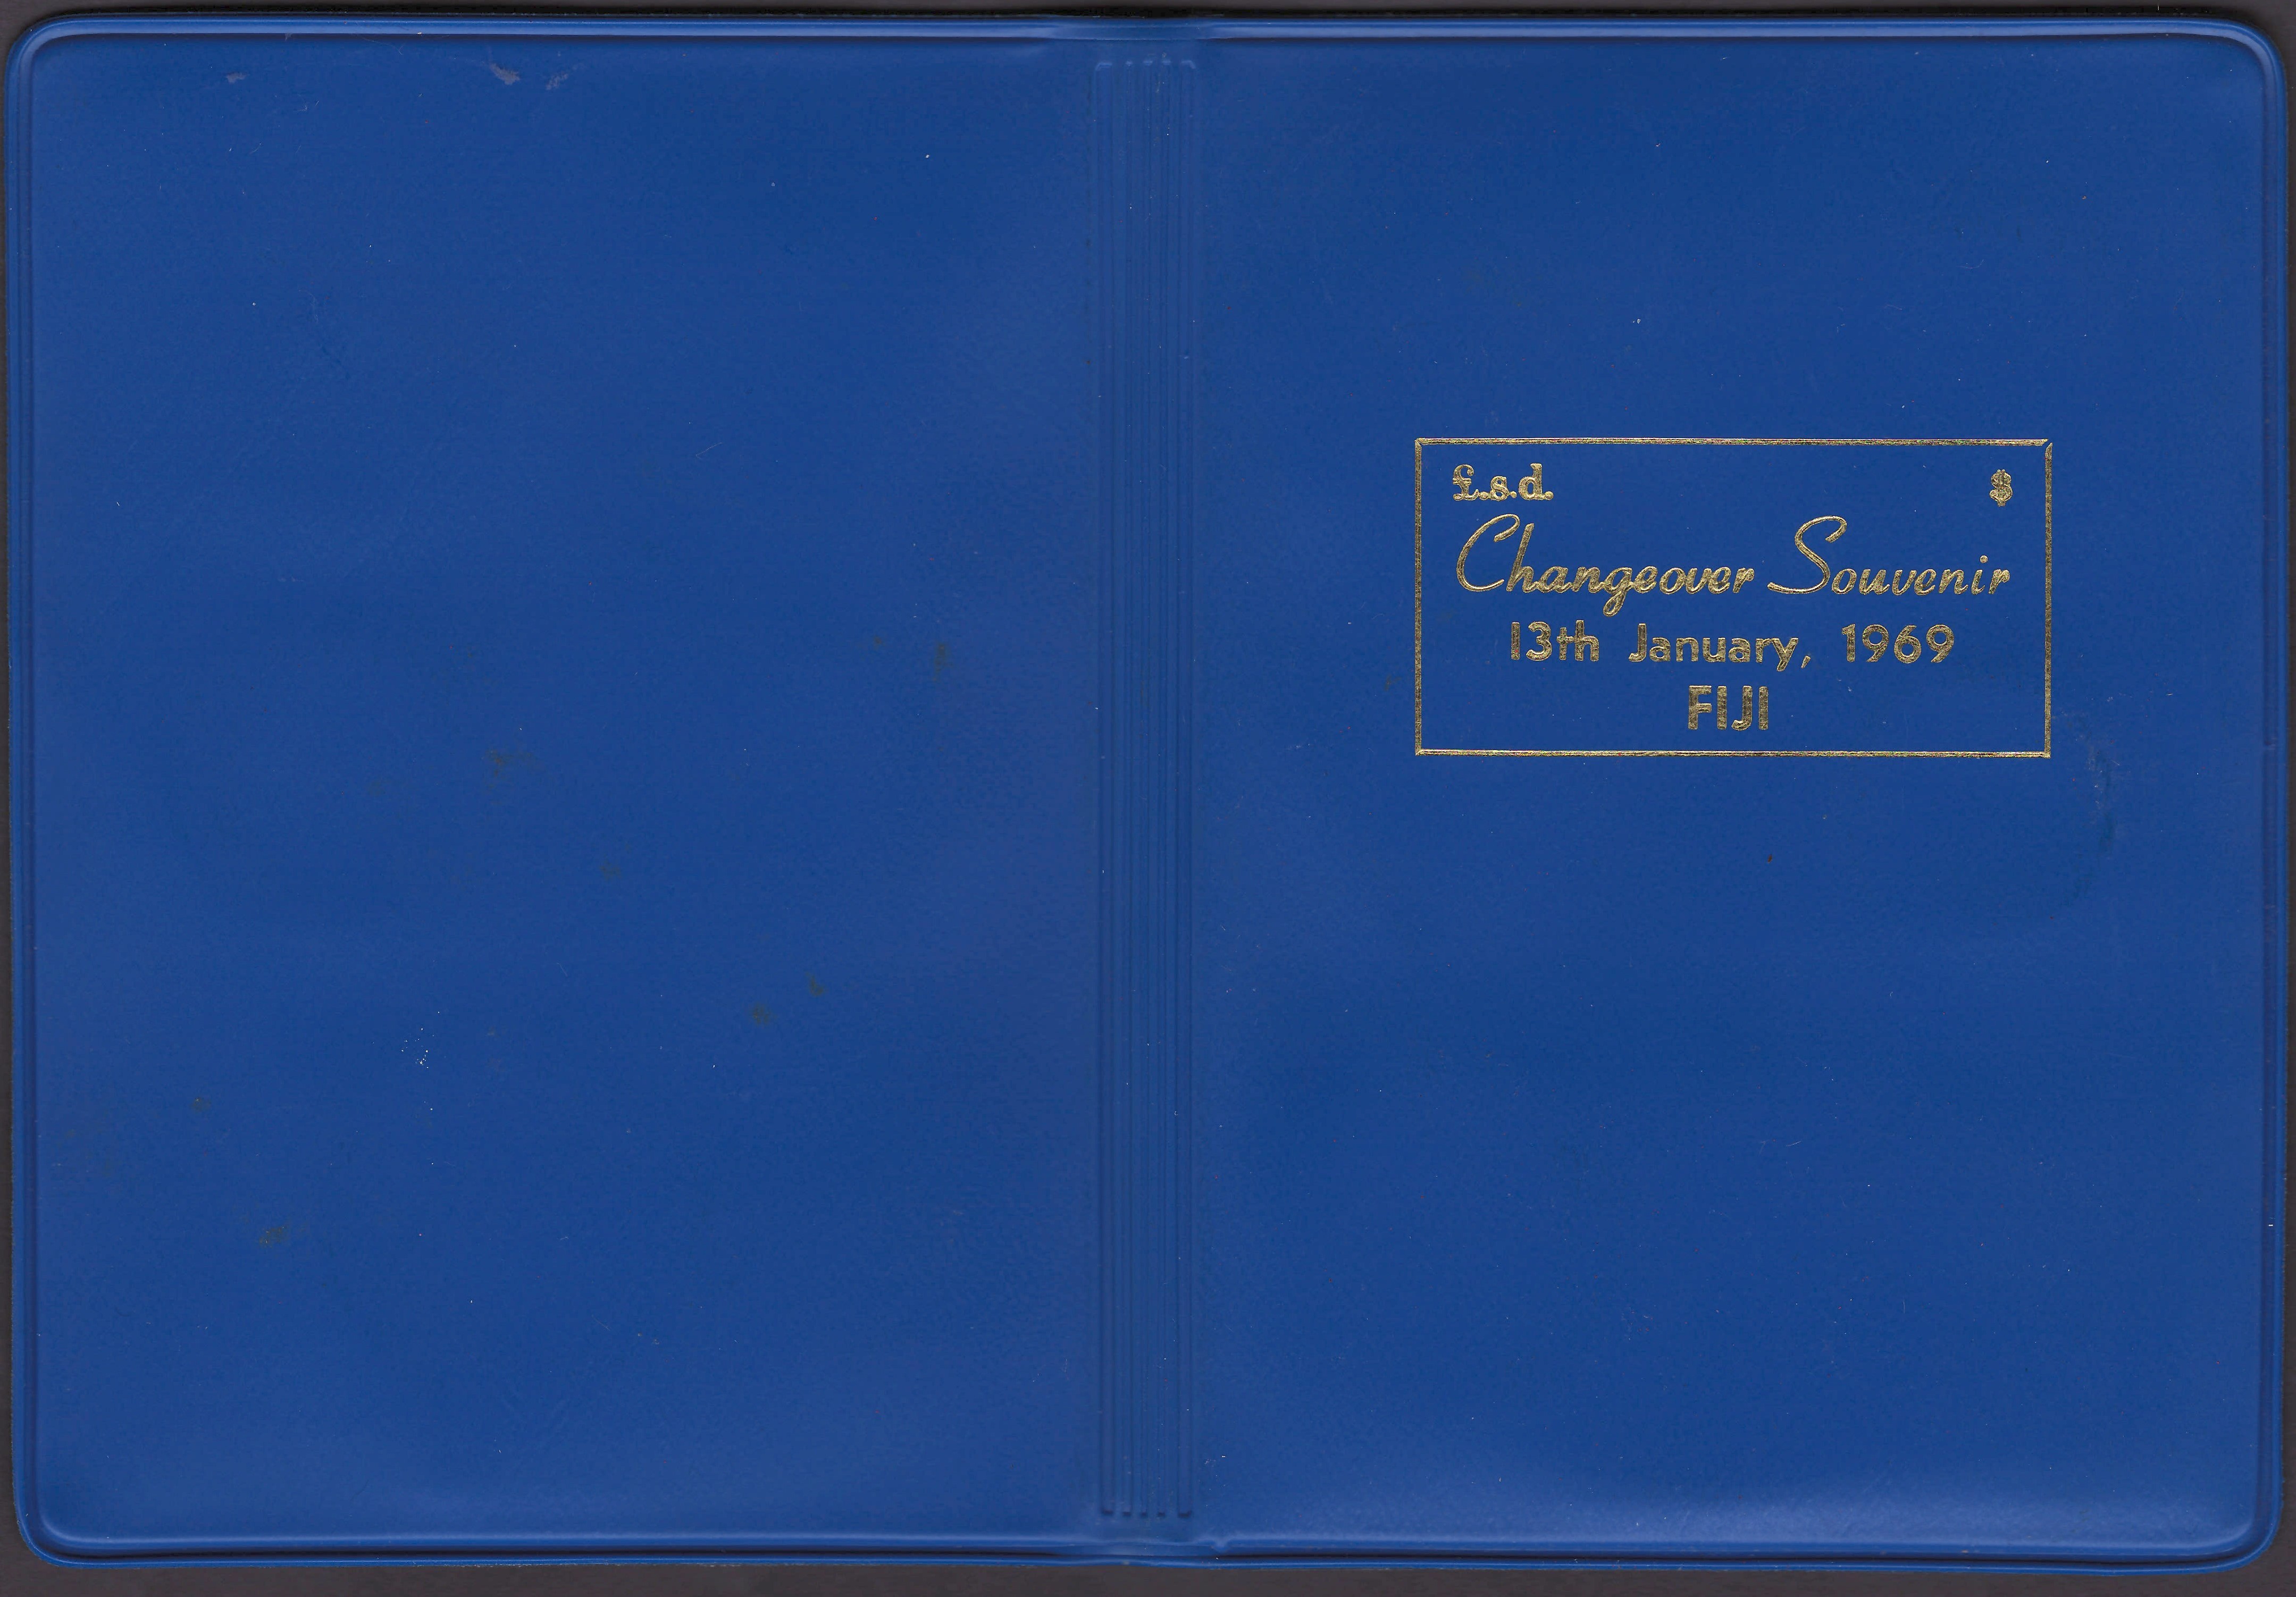 £.s.d. $
Changeover Souvenir
13th January, 1969
FIJI